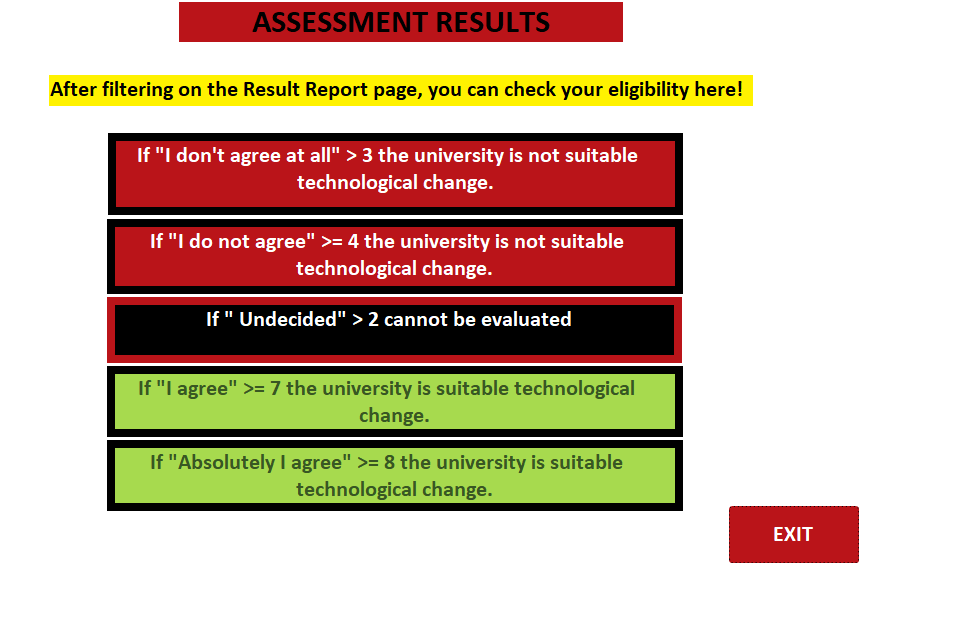 ASSESSMENT RESULTS
After filtering on the Result Report page, you can check your eligibility here!
If "I don't agree at all" > 3 the university is not suitable
technological change.
If "I do not agree" >= 4 the university is not suitable
technological change.
If " Undecided" > 2 cannot be evaluated
If "I agree" >= 7 the university is suitable technological
change.
If "Absolutely I agree" >= 8 the university is suitable
technological change.
EXIT